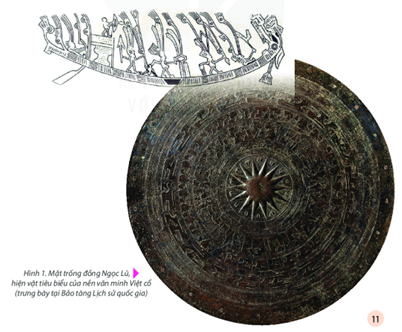 Hình 1. Mặt trống đồng Ngọc Lũ,
hiện vật tiêu biểu của nền văn minh Việt cổ
(trưng bày tại Bảo tàng Lịch sử quốc gia)
11